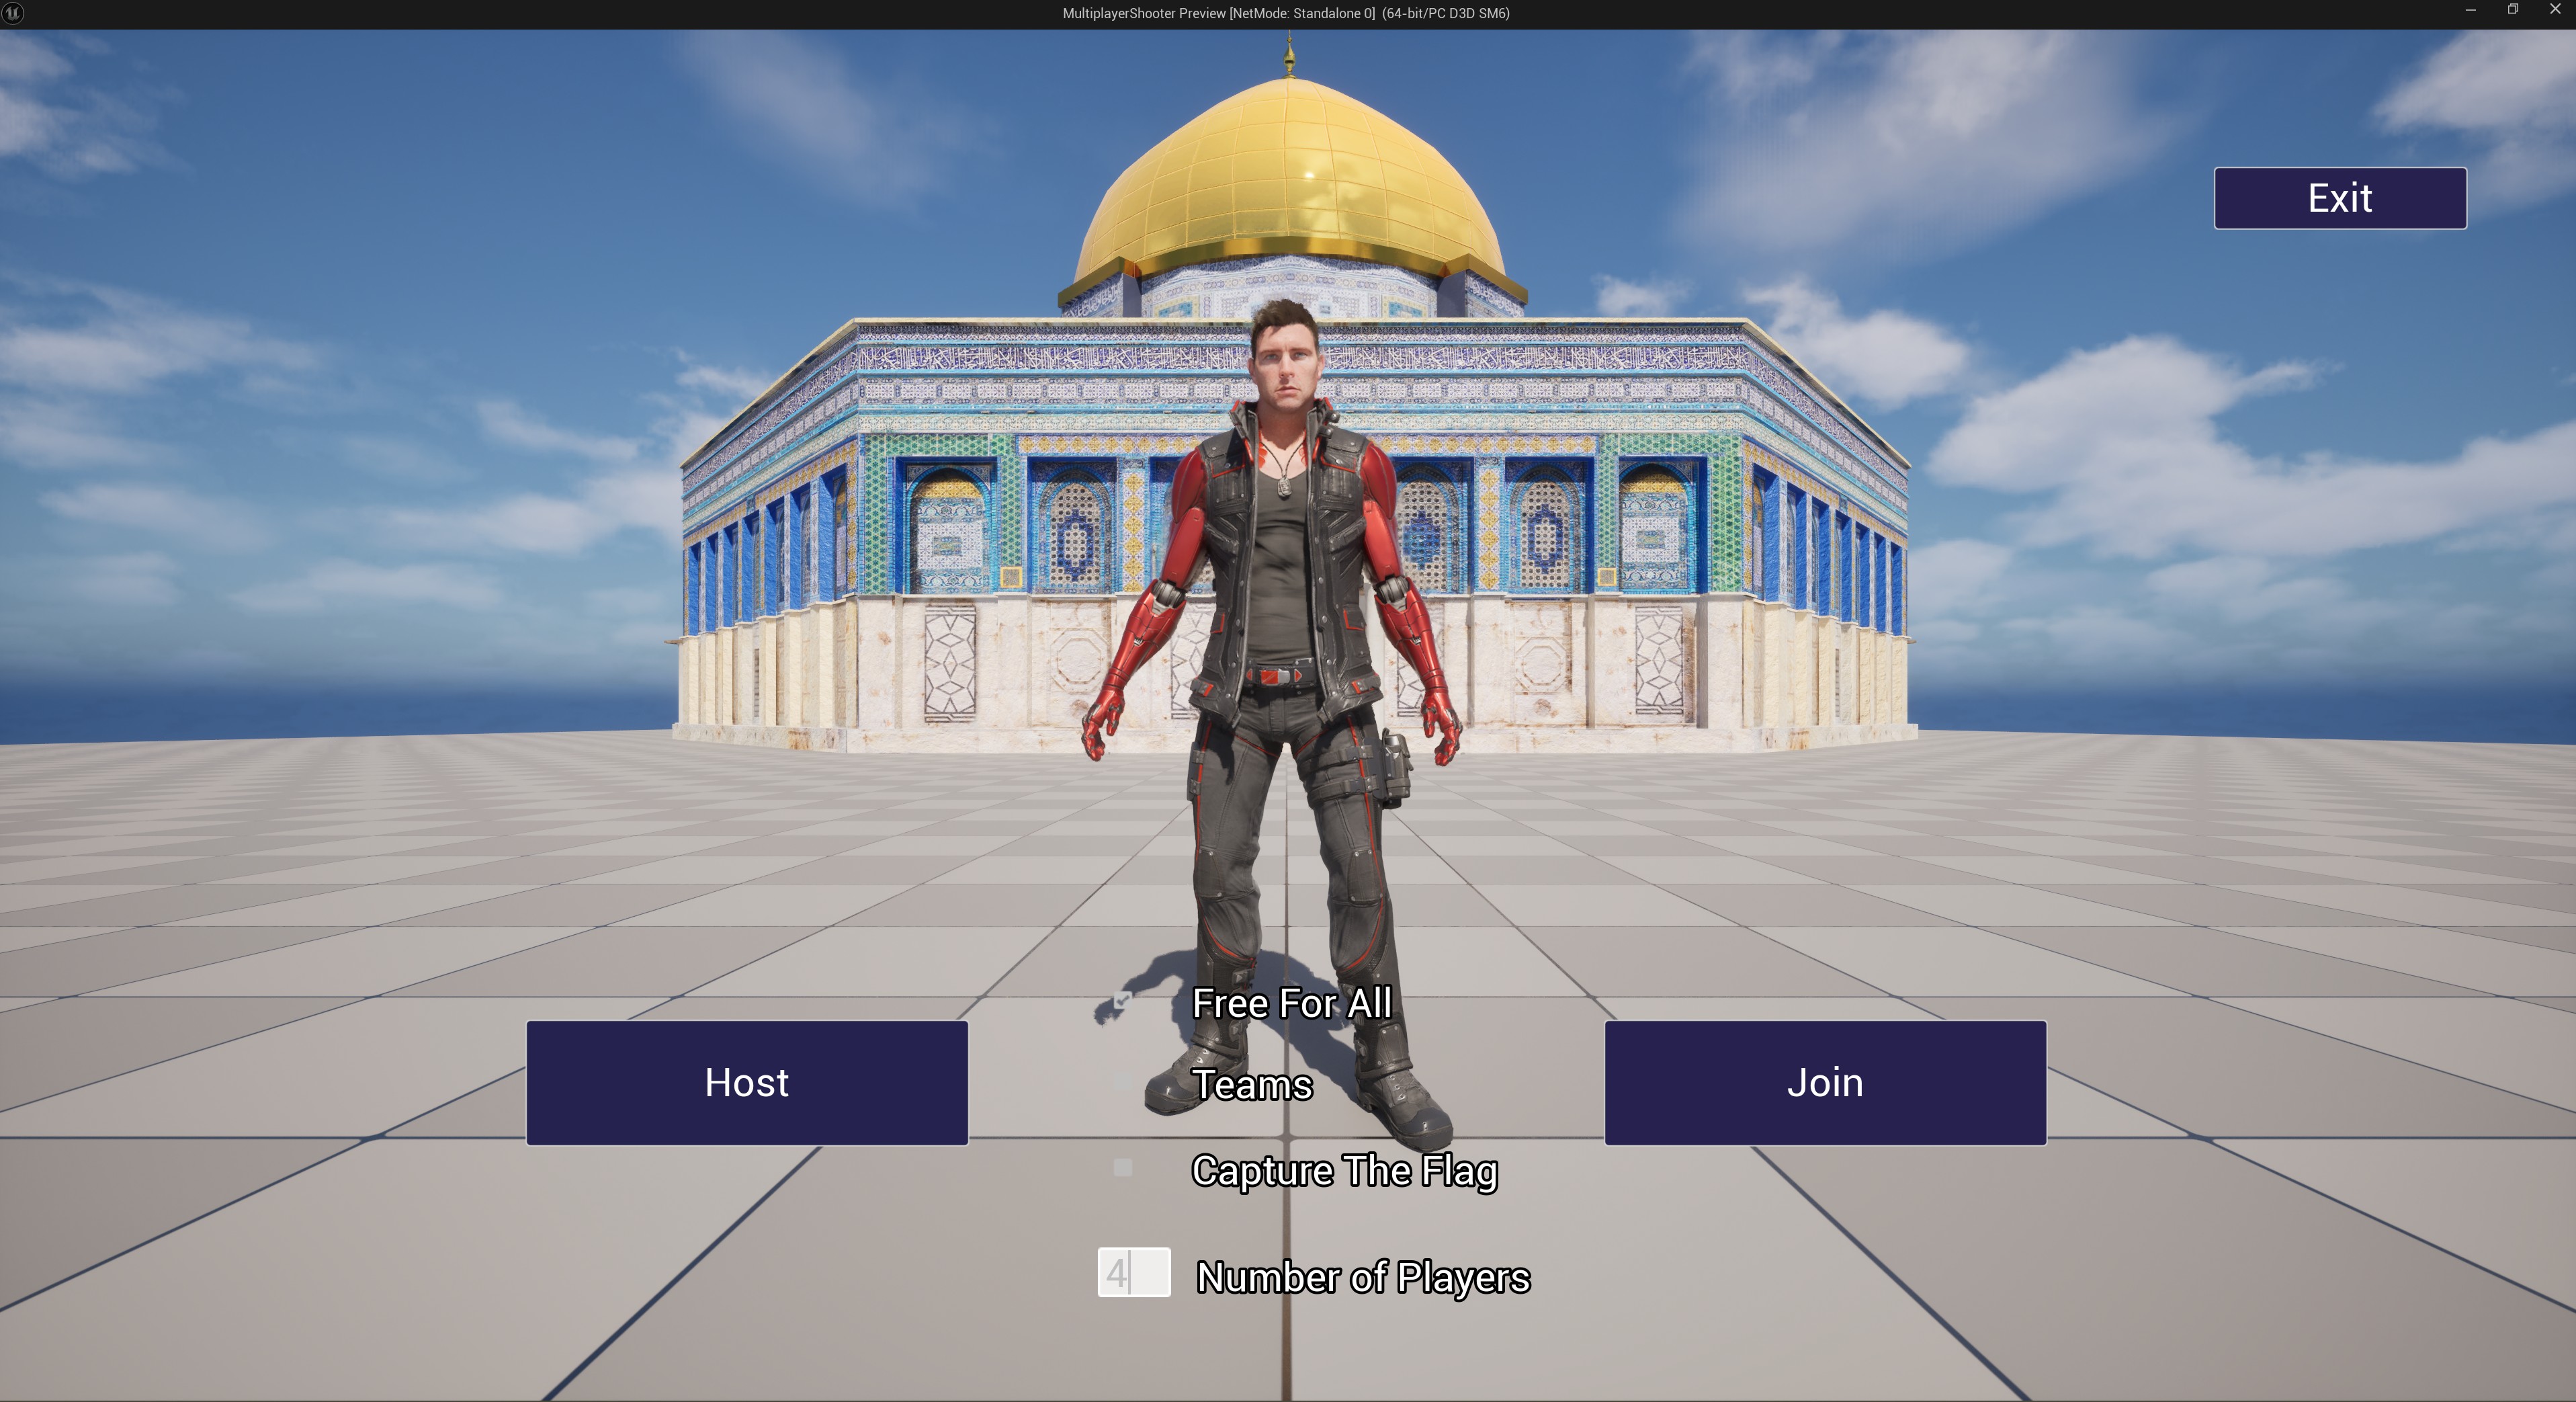 MultiplayerShooter Preview [NetMode: Standalone 0] (64-bit/PC D3D SM6)
Exit
Free For All
Host
Teams
Join
Capture The Flag
4
Number of Players